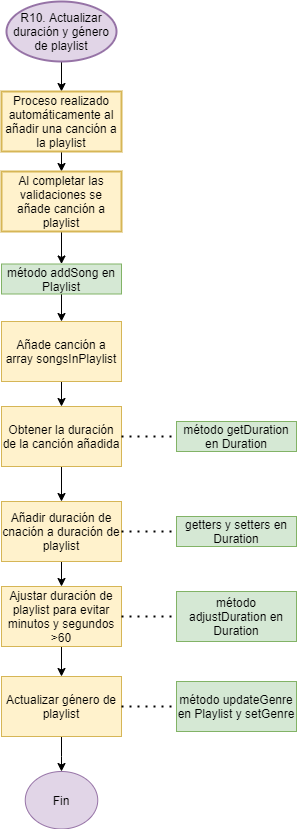 R10. Actualizar
duración y género
de playlist
Proceso realizado
automáticamente al
añadir una canción a
la playlist
Al completar las
validaciones se
añade canción a
playlist
método addSong en
Playlist
Añade canción a
array songsInPlaylist
Obtener la duración
de la canción añadida
método getDuration
en Duration
Añadir duración de
cnación a duración de
playlist
getters y setters en
Duration
Ajustar duración de
playlist para evitar
minutos y segundos
>60
método
adjustDuration en
Duration
Actualizar género de
playlist
método updateGenre
en Playlist y setGenre
Fin